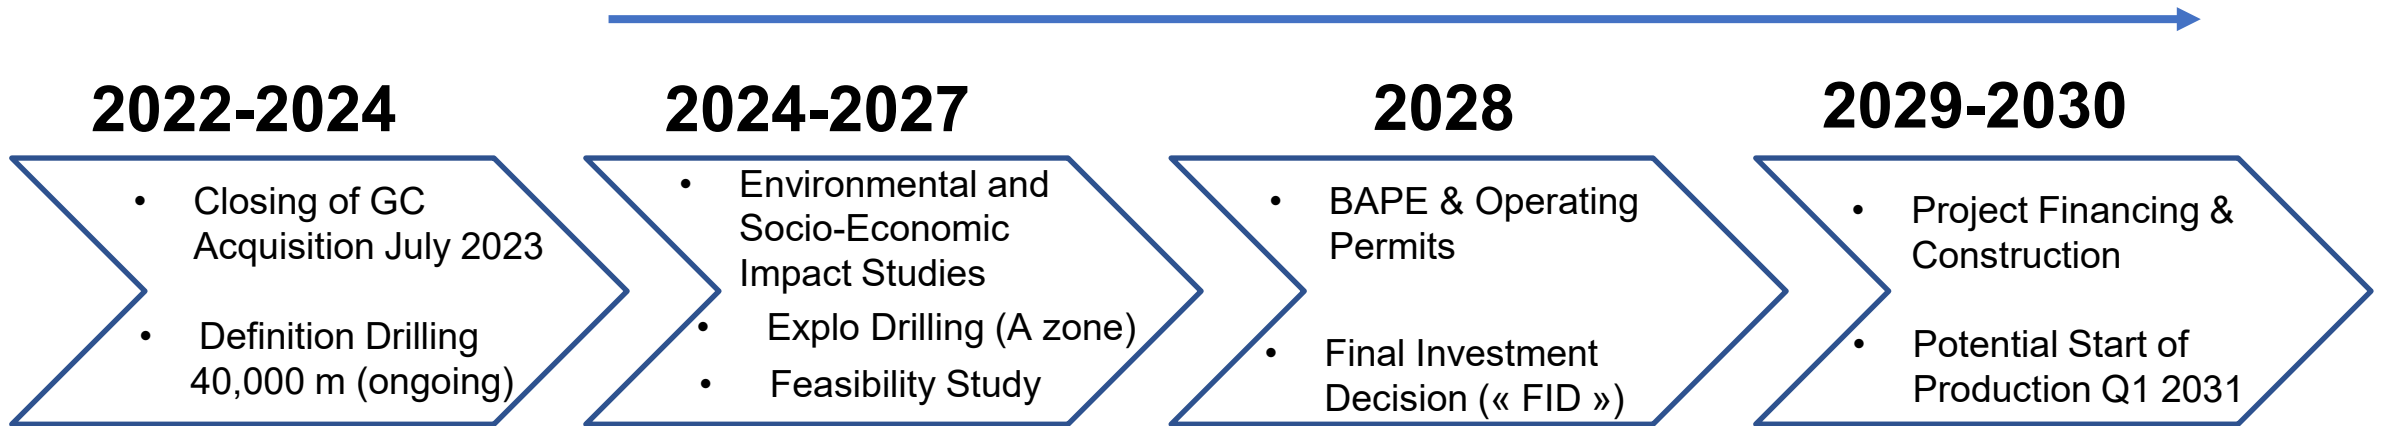 2022-2024
• Closing of GC
Acquisition July 2023
• Definition Drilling
40,000 m (ongoing)
2024-2027
• Environmental and
Socio-Economic
Impact Studies
• Explo Drilling (A zone)
• Feasibility Study
2028
• BAPE & Operating
Permits
• Final Investment
Decision (« FID »)
2029-2030
• Project Financing &
Construction
• Potential Start of
Production Q1 2031